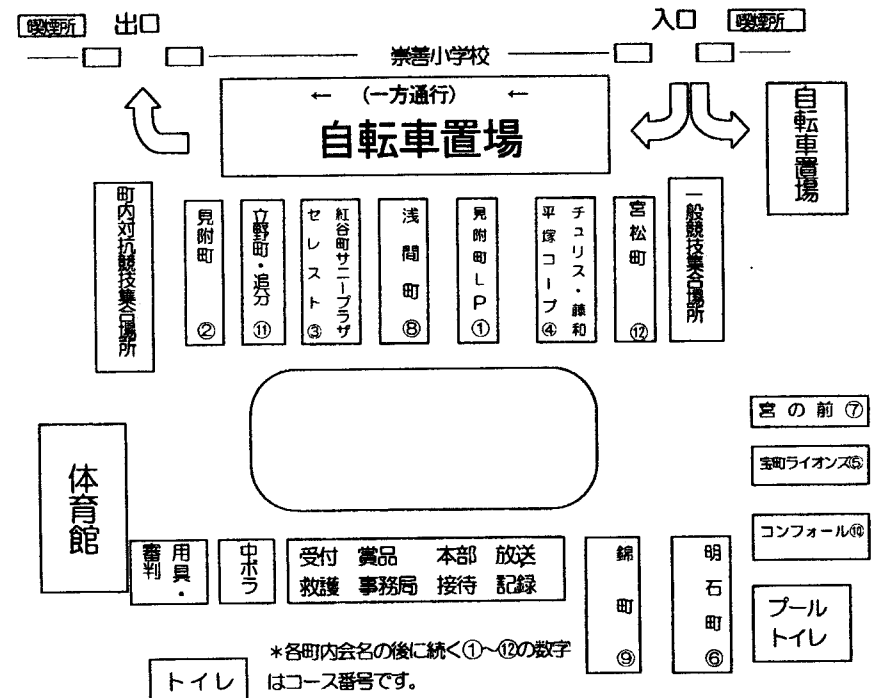 喫煙所 出口 入口 喫煙所
崇善小学校
← (一方通行) ←
自転車置場
自転車置場
町内対抗競技集合場所
見附町 ②
立野町・追分 ⑪
紅谷町サニープラザ
セレスト ③
浅間町 ⑧
見附町LP ①
チュリス・藤和
平塚コープ ④
宮松町 ⑫
一般競技集合場所
宮の前 ⑦
宝町ライオンズ⑤
コンフォール⑩
体育館
用具・
審判
中ボラ
受付 賞品 本部 放送
救護 事務局 接待 記録
錦町 ⑨
明石町 ⑥
プール
トイレ
トイレ
*各町内会名の後に続く①~⑫の数字
はコース番号です。